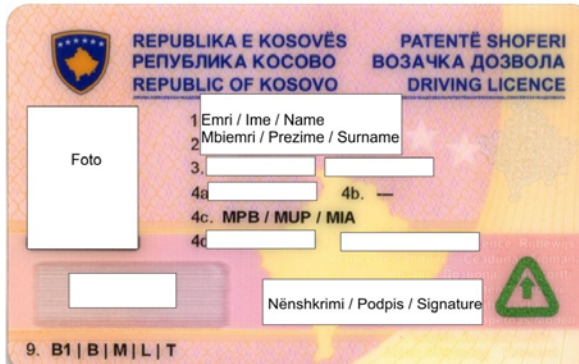 REPUBLIKA E KOSOVËS PATENTË SHOFERI
РЕПУБЛИКА КОСОВО ВОЗАЧКА ДОЗВОЛА
REPUBLIC OF KOSOVO DRIVING LICENCE
1 Emri / Ime / Name
2 Mbiemri / Prezime / Surname
Foto
3.
4a
4b. —
4c. MPB / MUP / MIA
4d
Nënshkrimi / Podpis / Signature
9. B1 | B | M | L | T